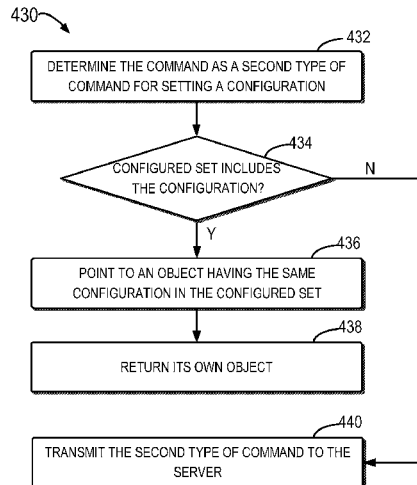 430
432
DETERMINE THE COMMAND AS A SECOND TYPE OF
COMMAND FOR SETTING A CONFIGURATION
434
CONFIGURED SET INCLUDES
THE CONFIGURATION?
N
Y
436
POINT TO AN OBJECT HAVING THE SAME
CONFIGURATION IN THE CONFIGURED SET
438
RETURN ITS OWN OBJECT
440
TRANSMIT THE SECOND TYPE OF COMMAND TO THE
SERVER